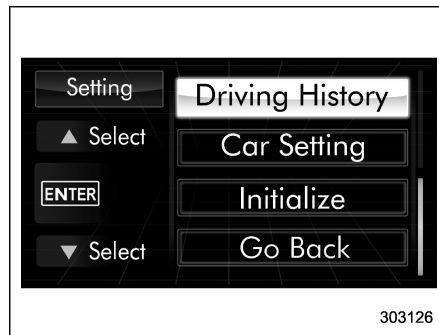 Setting
Driving History
▲ Select
Car Setting
ENTER
Initialize
▼ Select
Go Back
303126